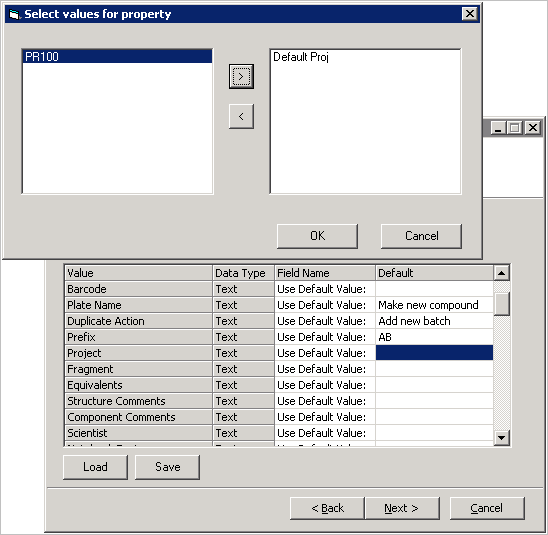 Select values for property
PR100
>
Default Proj
<
OK Cancel
Value Data Type Field Name Default
Barcode Text Use Default Value:
Plate Name Text Use Default Value: Make new compound
Duplicate Action Text Use Default Value: Add new batch
Prefix Text Use Default Value: AB
Project Text Use Default Value:
Fragment Text Use Default Value:
Equivalents Text Use Default Value:
Structure Comments Text Use Default Value:
Component Comments Text Use Default Value:
Scientist Text Use Default Value:
Load Save
< Back Next > Cancel